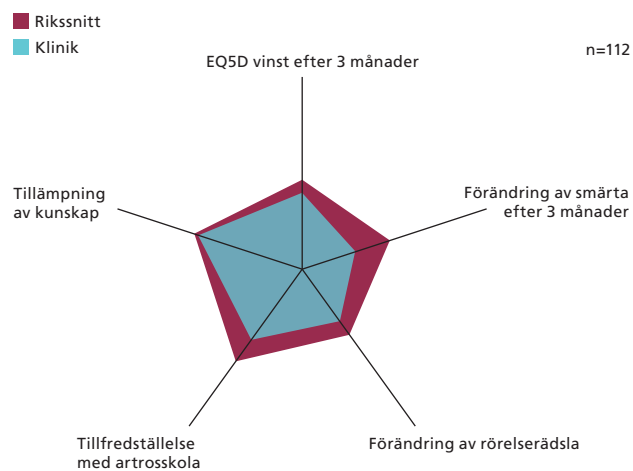 Rikssnitt
Klinik
n=112
EQ5D vinst efter 3 månader
Tillämpning
av kunskap
Förändring av smärta
efter 3 månader
Tillfredställelse
med artrosskola
Förändring av rörelserädsla